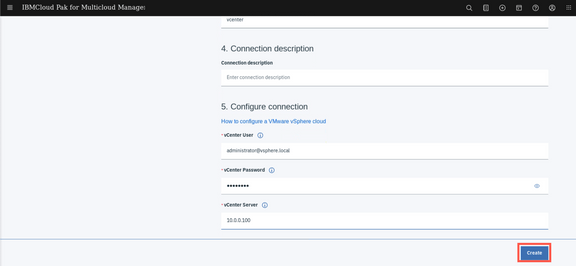 IBMCloud Pak for Multicloud Manage:
vcenter
4. Connection description
Connection description
Enter connection description
5. Configure connection
How to configure a VMware vSphere cloud
* vCenter User
administrator@vsphere.local
* vCenter Password
••••••••
* vCenter Server
10.0.0.100
Create